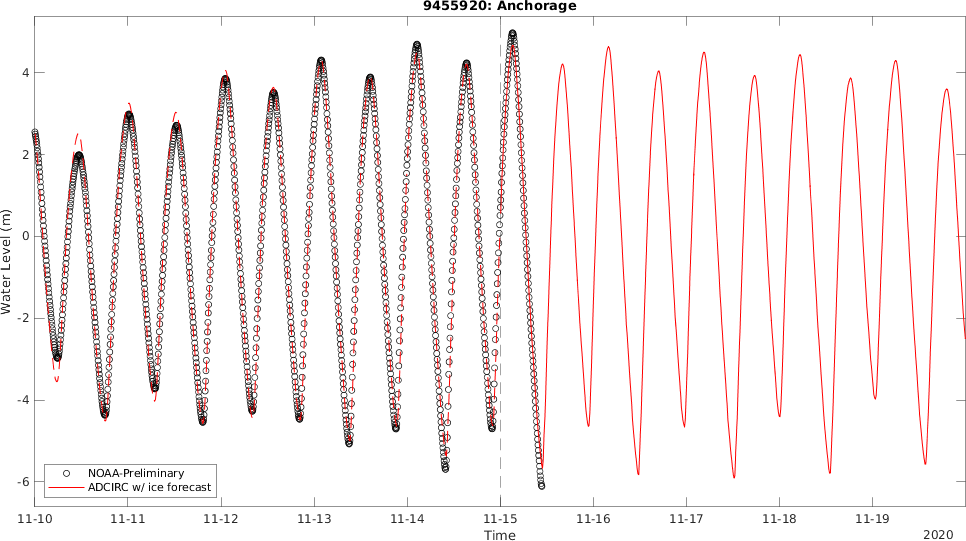 9455920: Anchorage
Water Level (m)
4
2
0
-2
-4
-6
NOAA-Preliminary
ADCIRC w/ ice forecast
11-10 11-11 11-12 11-13 11-14 11-15 11-16 11-17 11-18 11-19
Time
2020